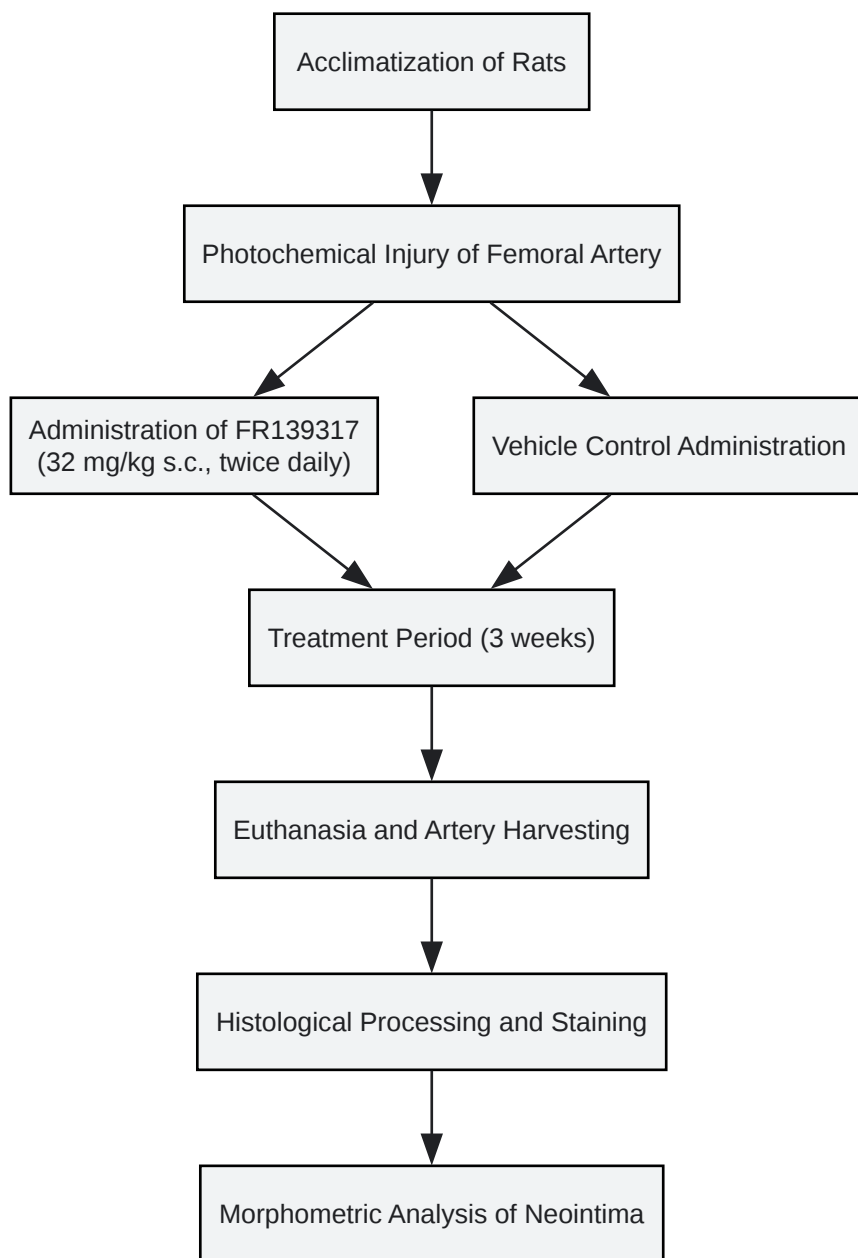 Acclimatization of Rats
Photochemical Injury of Femoral Artery
Administration of FR139317
(32 mg/kg s.c., twice daily)
Vehicle Control Administration
Treatment Period (3 weeks)
Euthanasia and Artery Harvesting
Histological Processing and Staining
Morphometric Analysis of Neointima